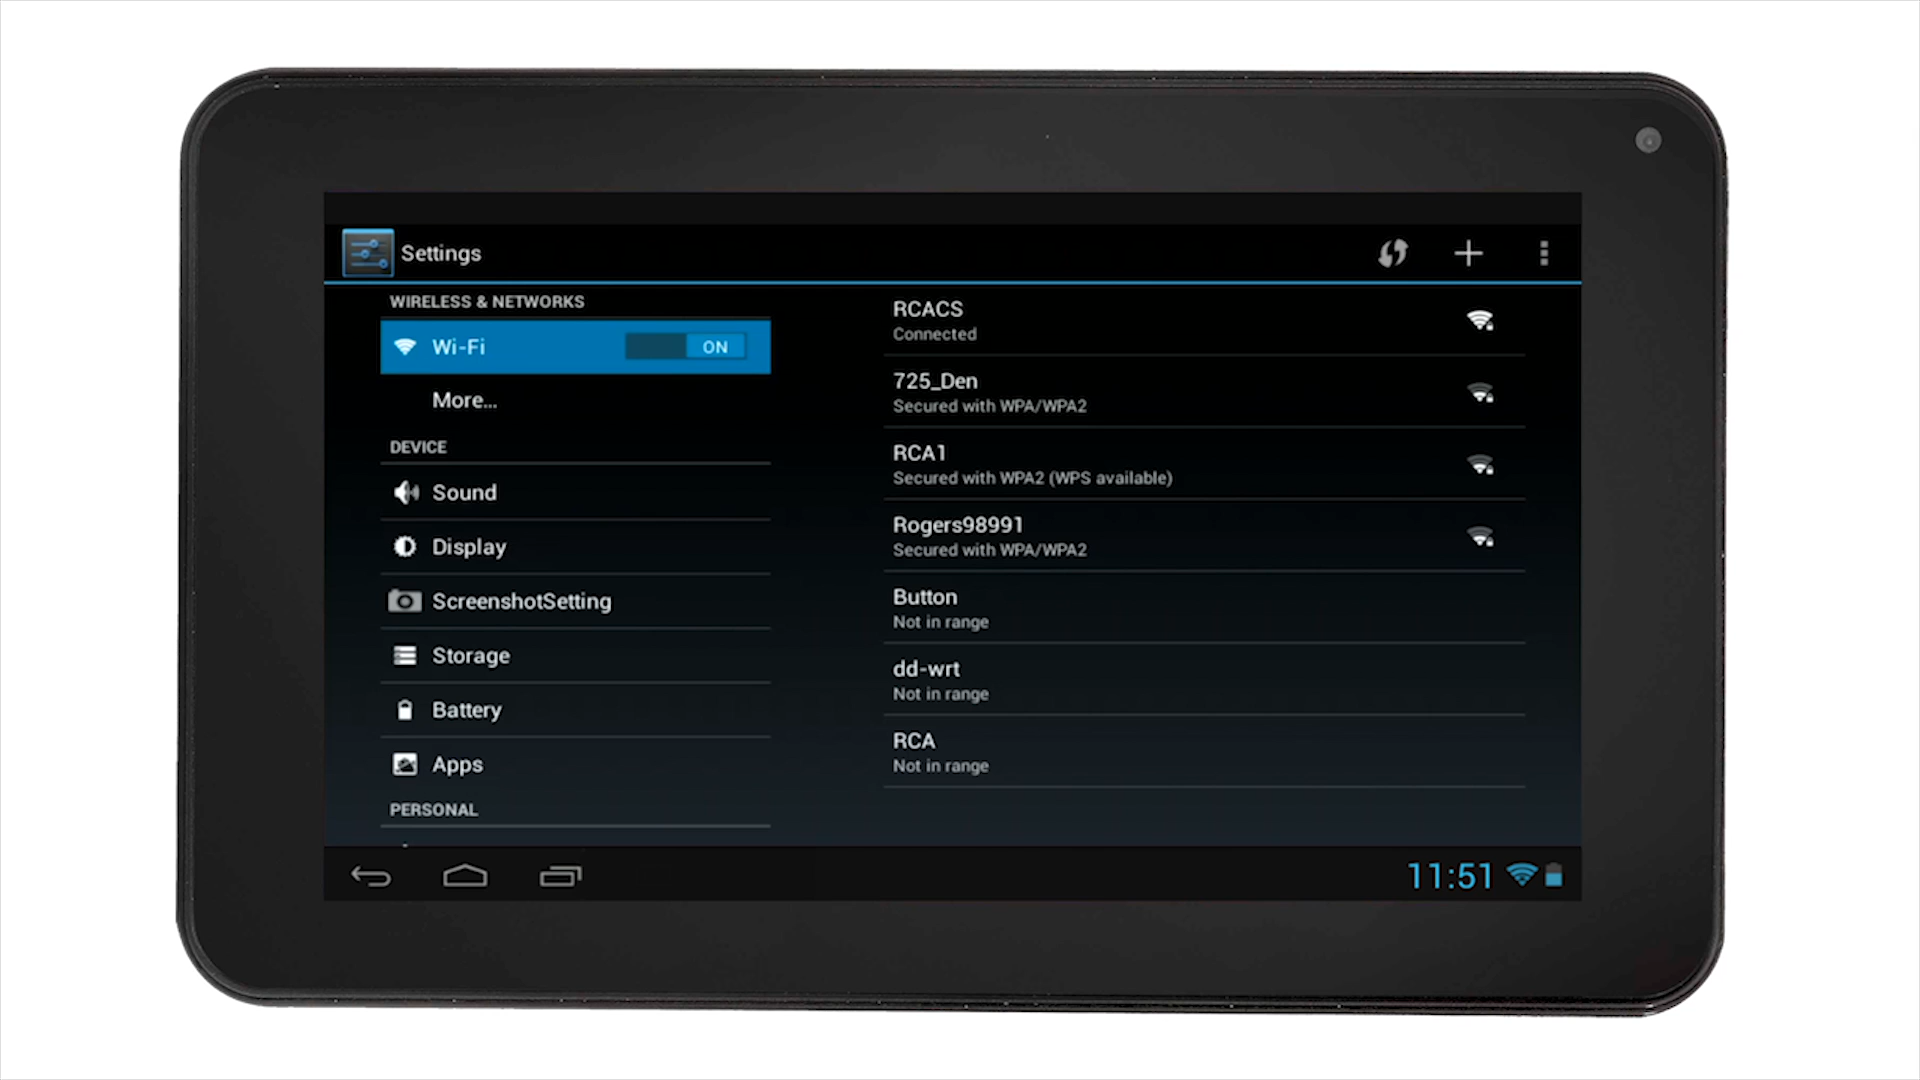 Settings
WIRELESS & NETWORKS
Wi-Fi
ON
More...
DEVICE
Sound
Display
ScreenshotSetting
Storage
Battery
Apps
PERSONAL
RCACS
Connected
725_Den
Secured with WPA/WPA2
RCA1
Secured with WPA2 (WPS available)
Rogers98991
Secured with WPA/WPA2
Button
Not in range
dd-wrt
Not in range
RCA
Not in range
11:51